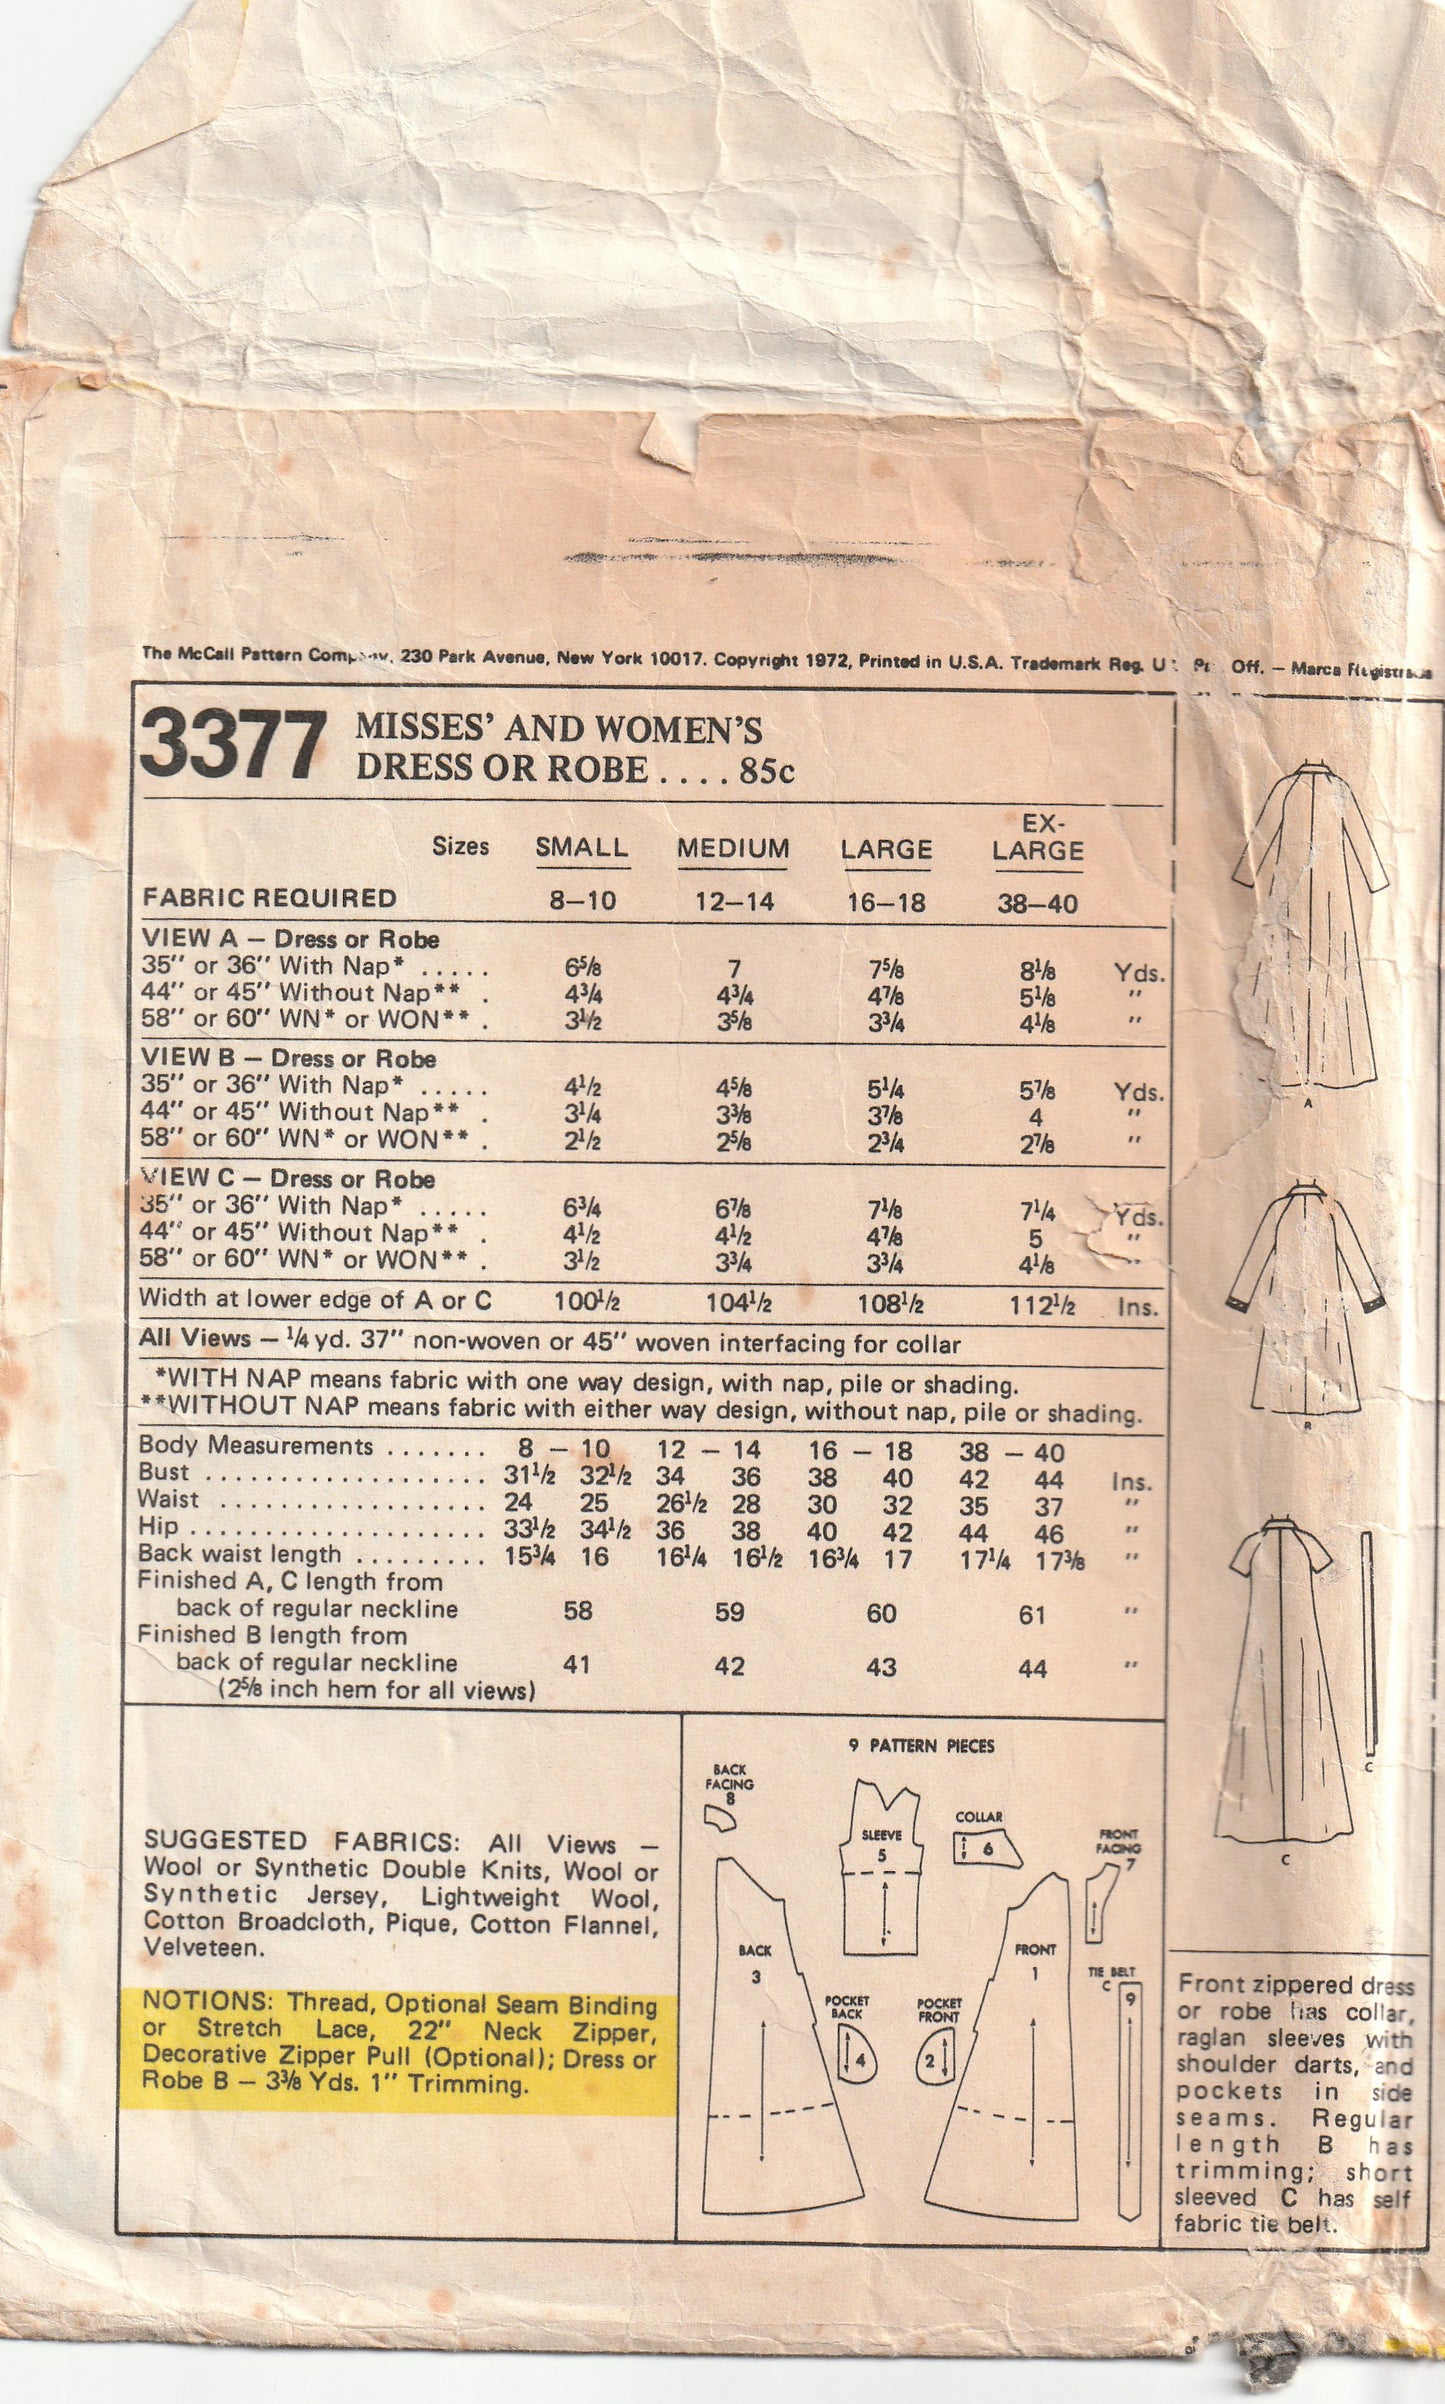 The McCall Pattern Company, 230 Park Avenue, New York 10017. Copyright 1972, Printed in U.S.A. Trademark Reg. U Off. – Marca Registrada
3377 MISSES' AND WOMEN'S
DRESS OR ROBE .... 85c
Sizes SMALL MEDIUM LARGE EX-LARGE
FABRIC REQUIRED 8–10 12–14 16–18 38–40
VIEW A – Dress or Robe
35" or 36" With Nap* ..... 6⅝ 7 7⅝ 8⅛ Yds.
44" or 45" Without Nap** . 4¾ 4¾ 4⅞ 5⅛ "
58" or 60" WN* or WON** . 3½ 3⅝ 3¾ 4⅛ "
VIEW B – Dress or Robe
35" or 36" With Nap* ..... 4½ 4⅝ 5¼ 5⅞ Yds.
44" or 45" Without Nap** . 3¼ 3⅜ 3⅞ 4 "
58" or 60" WN* or WON** . 2½ 2⅝ 2¾ 2⅞ "
VIEW C – Dress or Robe
35" or 36" With Nap* ..... 6¾ 6⅞ 7⅛ 7¼ Yds.
44" or 45" Without Nap** . 4½ 4½ 4⅞ 5 "
58" or 60" WN* or WON** . 3½ 3¾ 3¾ 4⅛ "
Width at lower edge of A or C 100½ 104½ 108½ 112½ Ins.
All Views – ¼ yd. 37" non-woven or 45" woven interfacing for collar
*WITH NAP means fabric with one way design, with nap, pile or shading.
**WITHOUT NAP means fabric with either way design, without nap, pile or shading.
Body Measurements ....... 8 – 10 12 – 14 16 – 18 38 – 40
Bust ................... 31½ 32½ 34 36 38 40 42 44 Ins.
Waist .................. 24 25 26½ 28 30 32 35 37 "
Hip .................... 33½ 34½ 36 38 40 42 44 46 "
Back waist length ......... 15¾ 16 16¼ 16½ 16¾ 17 17¼ 17⅜ "
Finished A, C length from
back of regular neckline 58 59 60 61 "
Finished B length from
back of regular neckline 41 42 43 44 "
(2⅝ inch hem for all views)
SUGGESTED FABRICS: All Views –
Wool or Synthetic Double Knits, Wool or
Synthetic Jersey, Lightweight Wool,
Cotton Broadcloth, Pique, Cotton Flannel,
Velveteen.
NOTIONS: Thread, Optional Seam Binding
or Stretch Lace, 22" Neck Zipper,
Decorative Zipper Pull (Optional); Dress or
Robe B – 3⅜ Yds. 1" Trimming.
9 PATTERN PIECES
BACK
FACING
8
SLEEVE
5
COLLAR
6
FRONT
FACING
7
BACK
3
FRONT
1
TIE BELT
C
9
POCKET
BACK
4
POCKET
FRONT
2
A
B
C
C
Front zippered dress
or robe has collar,
raglan sleeves with
shoulder darts, and
pockets in side
seams. Regular
length B has
trimming; short
sleeved C has self
fabric tie belt.